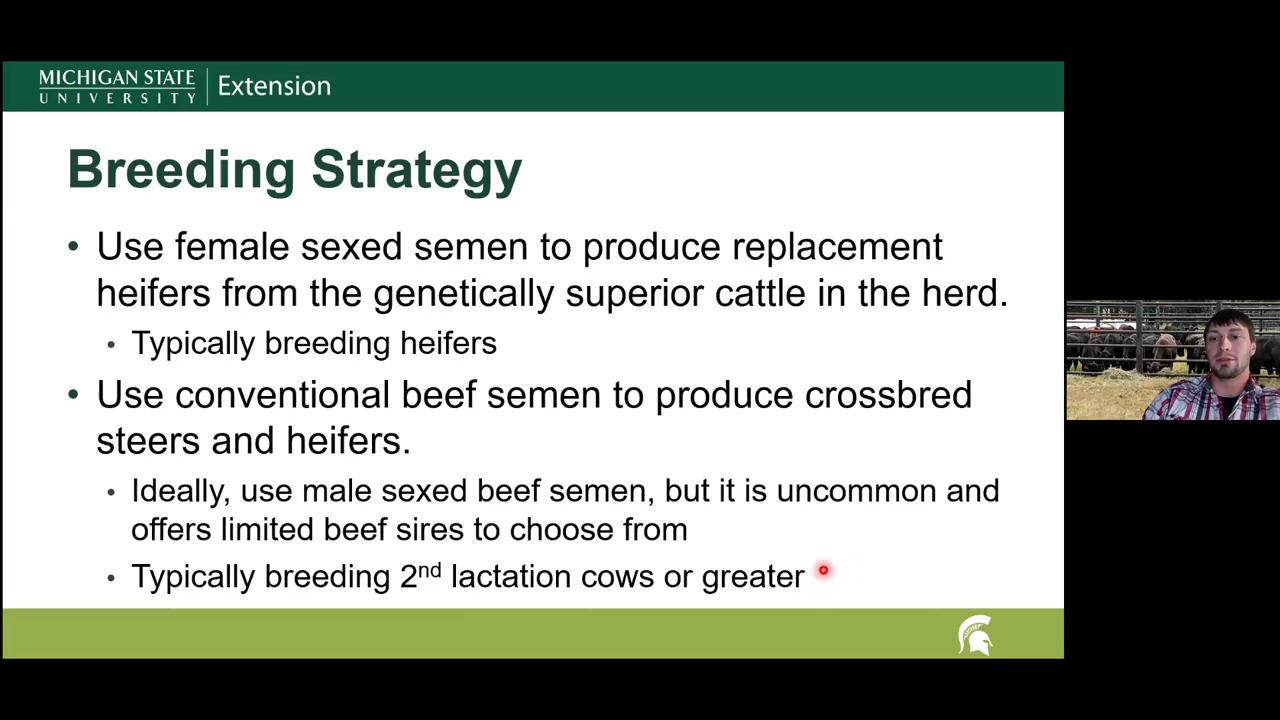 MICHIGAN STATE
UNIVERSITY
Extension
Breeding Strategy
• Use female sexed semen to produce replacement
heifers from the genetically superior cattle in the herd.
• Typically breeding heifers
• Use conventional beef semen to produce crossbred
steers and heifers.
• Ideally, use male sexed beef semen, but it is uncommon and
offers limited beef sires to choose from
• Typically breeding 2nd lactation cows or greater